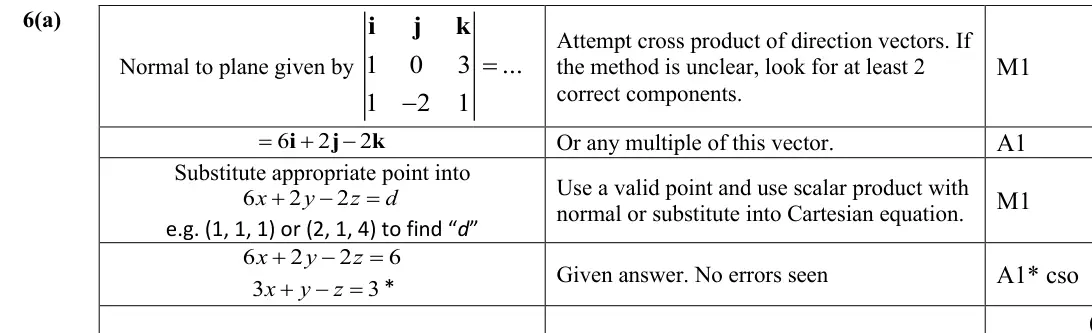 6(a)
Normal to plane given by | i j k |
| 1 0 3 | = ...
| 1 −2 1 |
Attempt cross product of direction vectors. If
the method is unclear, look for at least 2
correct components.
M1
= 6i + 2j − 2k
Or any multiple of this vector.
A1
Substitute appropriate point into
6x + 2y − 2z = d
e.g. (1, 1, 1) or (2, 1, 4) to find “d”
Use a valid point and use scalar product with
normal or substitute into Cartesian equation.
M1
6x + 2y − 2z = 6
3x + y − z = 3 *
Given answer. No errors seen
A1* cso